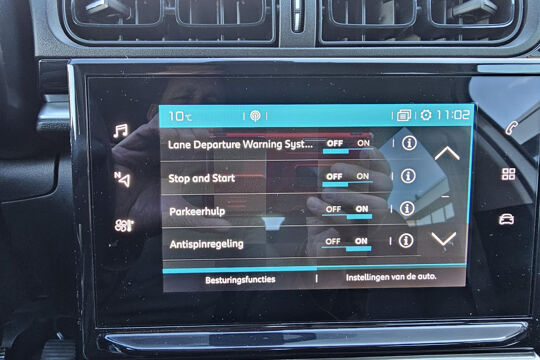 10°C 11:02
Lane Departure Warning Syst... OFF ON
Stop and Start OFF ON
Parkeerhulp OFF ON
Antispinregeling OFF ON
Besturingsfuncties Instellingen van de auto.
N